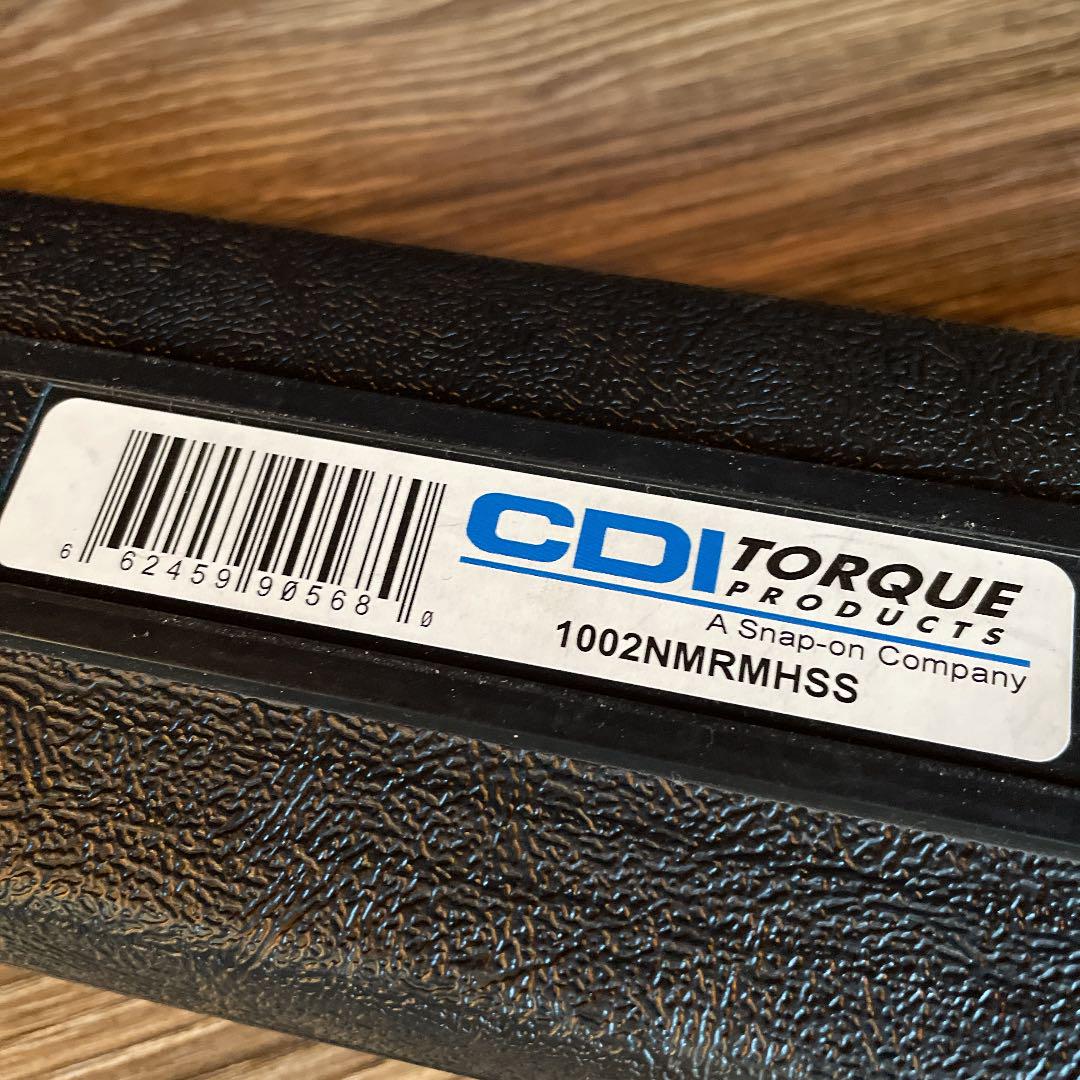 CDI TORQUE
PRODUCTS
A Snap-on Company
1002NMRMHSS
6 62459 90568 0